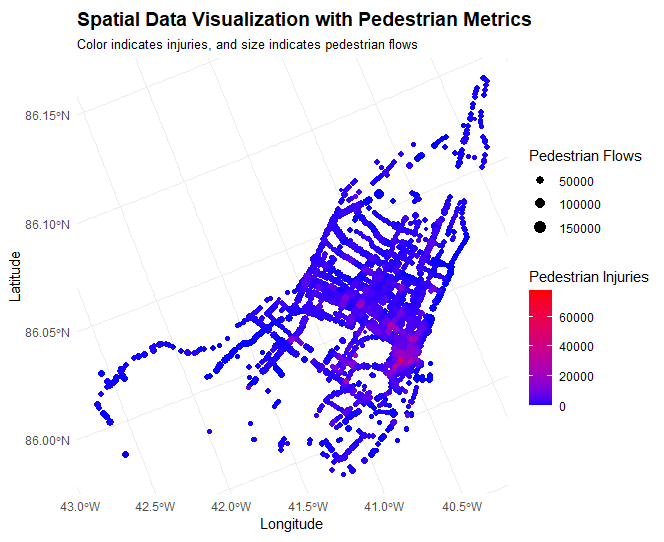 Spatial Data Visualization with Pedestrian Metrics
Color indicates injuries, and size indicates pedestrian flows
86.15°N
86.10°N
86.05°N
86.00°N
Latitude
43.0°W 42.5°W 42.0°W 41.5°W 41.0°W 40.5°W
Longitude
Pedestrian Flows
50000
100000
150000
Pedestrian Injuries
60000
40000
20000
0